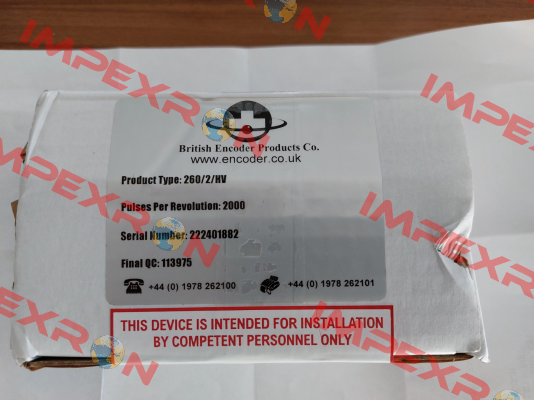 British Encoder Products Co.
www.encoder.co.uk
Product Type: 260/2/HV
Pulses Per Revolution: 2000
Serial Number: 222401882
Final QC: 113975
+44 (0) 1978 262100
+44 (0) 1978 262101
THIS DEVICE IS INTENDED FOR INSTALLATION
BY COMPETENT PERSONNEL ONLY
IMPEXRON
IMPEXRON
IMPEXRON
IMPEXRON
IMPEXRON